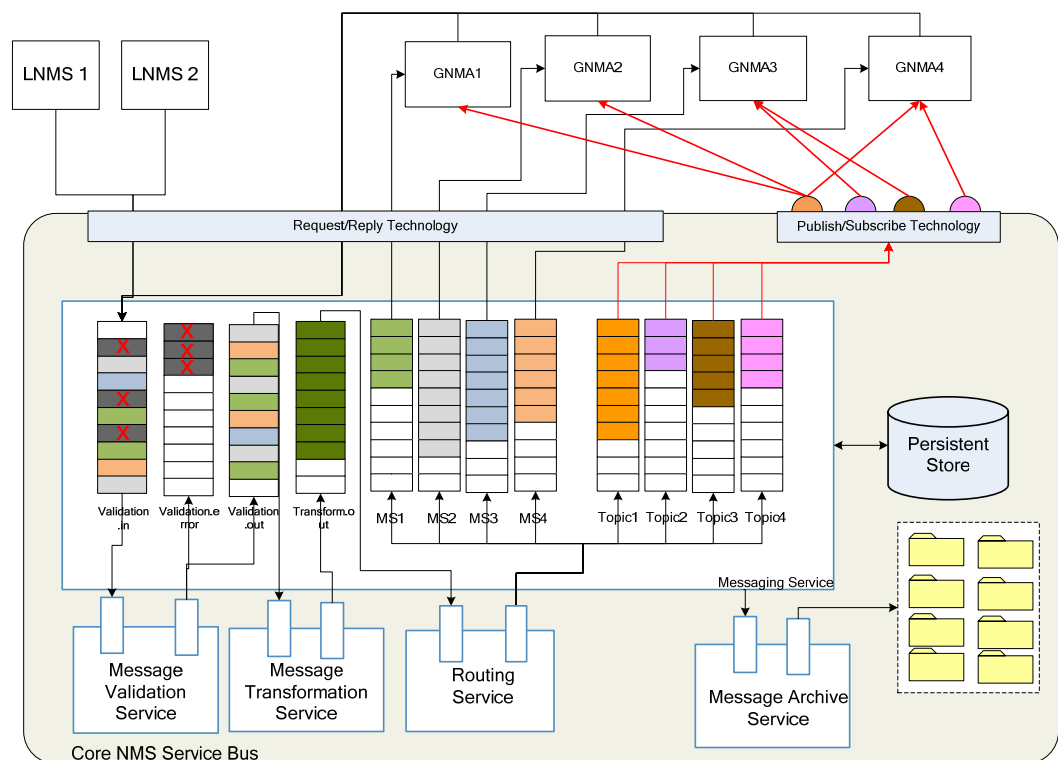 LNMS 1
LNMS 2
GNMA1
GNMA2
GNMA3
GNMA4
Request/Reply Technology
Publish/Subscribe Technology
X
X
X
X
X
X
Validation
.in
Validation.e
rror
Validation
.out
Transform.o
ut
MS1
MS2
MS3
MS4
Topic1
Topic2
Topic3
Topic4
Persistent
Store
Messaging Service
Message
Validation
Service
Message
Transformation
Service
Routing
Service
Message Archive
Service
Core NMS Service Bus